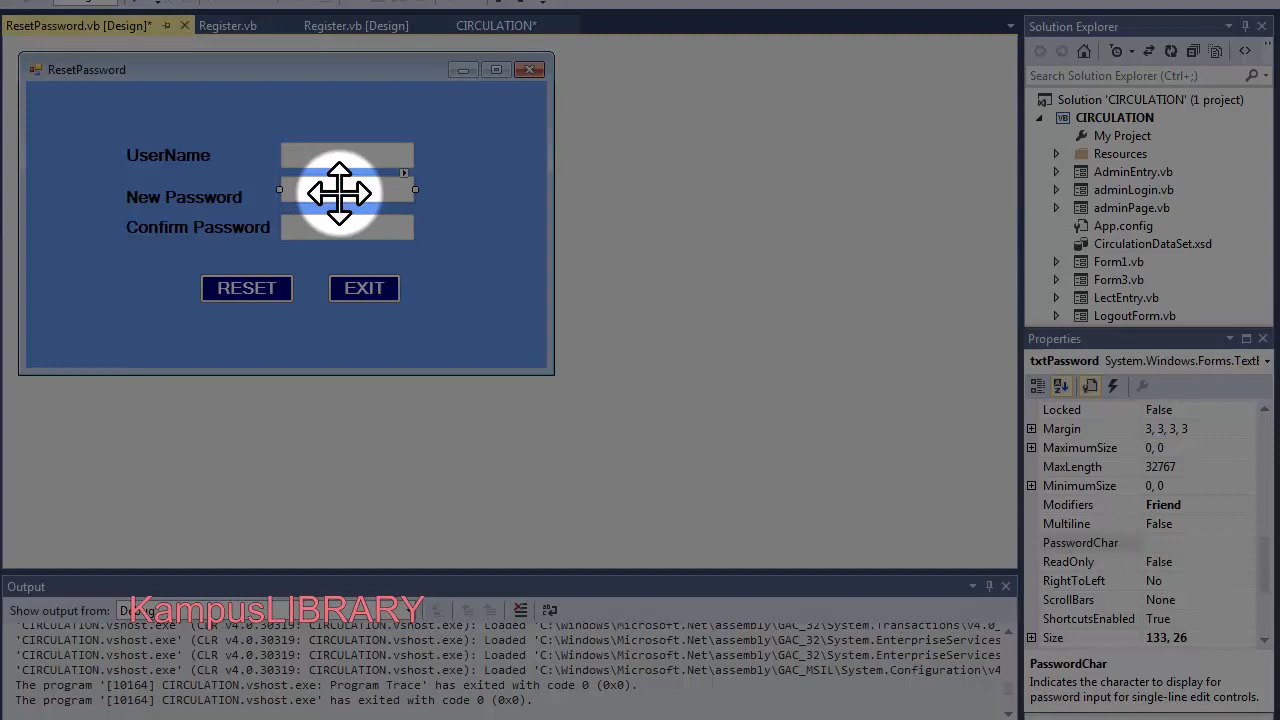 ResetPassword.vb [Design]*
Register.vb
Register.vb [Design]
CIRCULATION*
ResetPassword
UserName
New Password
Confirm Password
RESET
EXIT
Solution Explorer
Search Solution Explorer (Ctrl+;)
Solution 'CIRCULATION' (1 project)
VB CIRCULATION
My Project
Resources
AdminEntry.vb
adminLogin.vb
adminPage.vb
App.config
CirculationDataSet.xsd
Form1.vb
Form3.vb
LectEntry.vb
LogoutForm.vb
Properties
txtPassword System.Windows.Forms.Text
Locked False
Margin 3, 3, 3, 3
MaximumSize 0, 0
MaxLength 32767
MinimumSize 0, 0
Modifiers Friend
Multiline False
PasswordChar
ReadOnly False
RightToLeft No
ScrollBars None
ShortcutsEnabled True
Size 133, 26
PasswordChar
Indicates the character to display for
password input for single-line edit controls.
Output
Show output from:
KampusLIBRARY
'CIRCULATION.vshost.exe' (CLR v4.0.30319: CIRCULATION.vshost.exe): Loaded 'C:\Windows\Microsoft.Net\assembly\GAC_32\System.Transactions\v4.0_
'CIRCULATION.vshost.exe' (CLR v4.0.30319: CIRCULATION.vshost.exe): Loaded 'C:\Windows\Microsoft.Net\assembly\GAC_32\System.EnterpriseServices
'CIRCULATION.vshost.exe' (CLR v4.0.30319: CIRCULATION.vshost.exe): Loaded 'C:\Windows\Microsoft.Net\assembly\GAC_32\System.EnterpriseServices
'CIRCULATION.vshost.exe' (CLR v4.0.30319: CIRCULATION.vshost.exe): Loaded 'C:\Windows\Microsoft.Net\assembly\GAC_MSIL\System.Configuration\v4
The program '[10164] CIRCULATION.vshost.exe: Program Trace' has exited with code 0 (0x0).
The program '[10164] CIRCULATION.vshost.exe' has exited with code 0 (0x0).